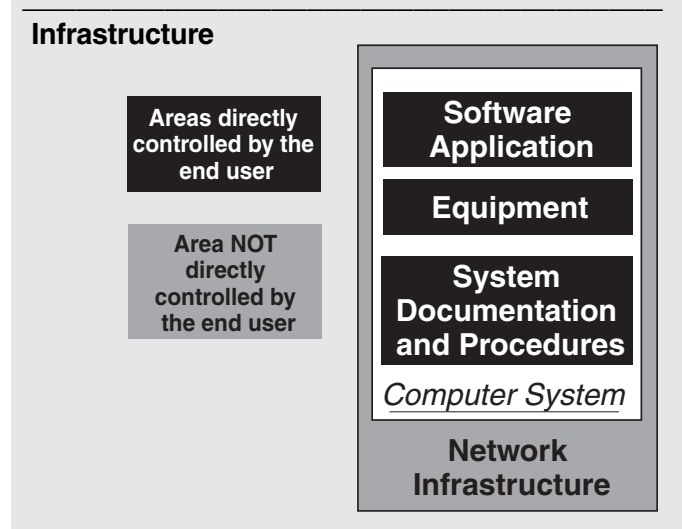 Infrastructure
Areas directly
controlled by the
end user
Area NOT
directly
controlled by
the end user
Software
Application
Equipment
System
Documentation
and Procedures
Computer System
Network
Infrastructure